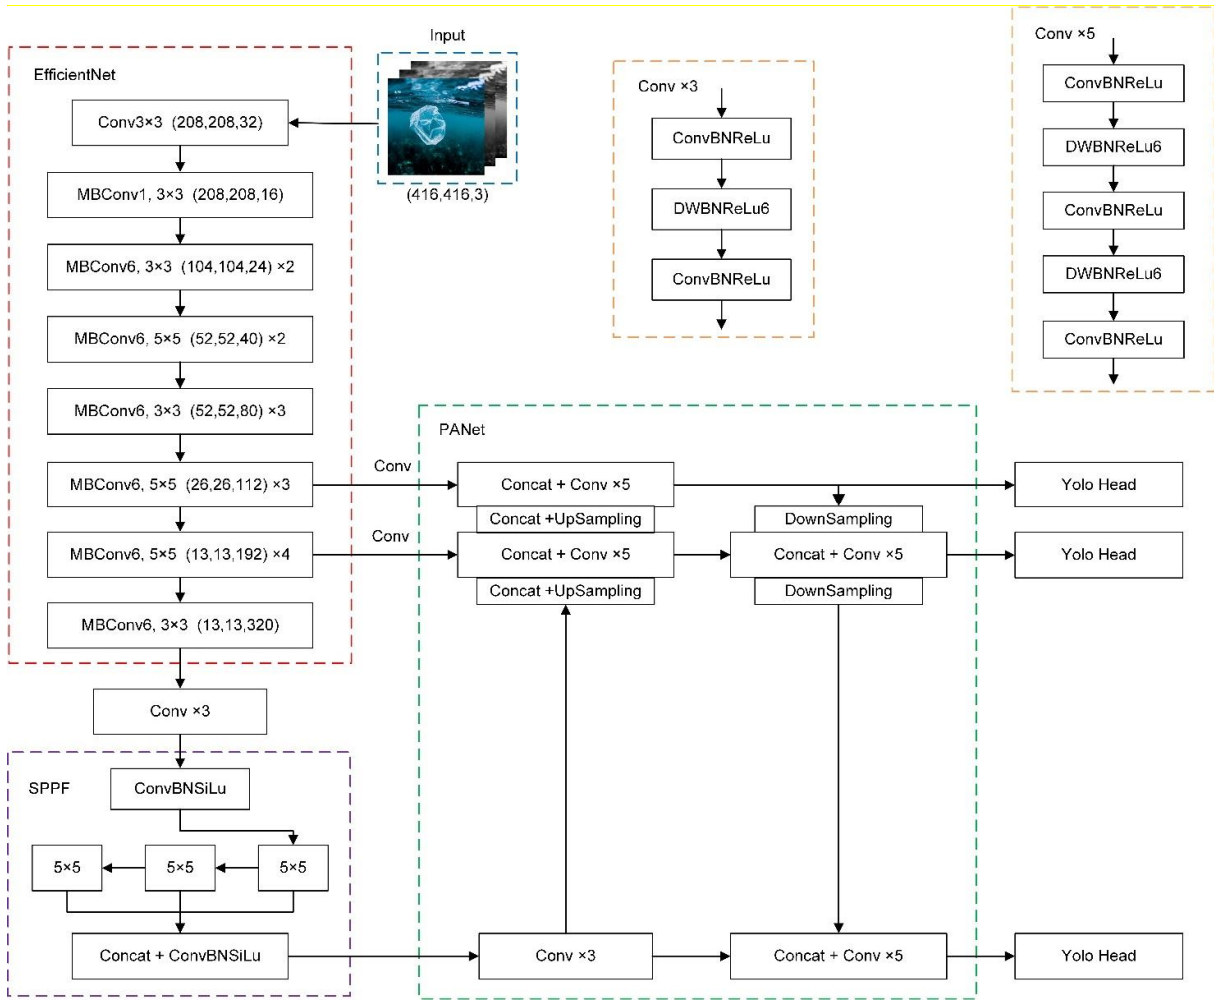 EfficientNet
Conv3×3 (208,208,32)
MBConv1, 3×3 (208,208,16)
MBConv6, 3×3 (104,104,24) ×2
MBConv6, 5×5 (52,52,40) ×2
MBConv6, 3×3 (52,52,80) ×3
MBConv6, 5×5 (26,26,112) ×3
MBConv6, 5×5 (13,13,192) ×4
MBConv6, 3×3 (13,13,320)
Input
(416,416,3)
Conv ×3
ConvBNReLu
DWBNReLu6
ConvBNReLu
Conv ×5
ConvBNReLu
DWBNReLu6
ConvBNReLu
DWBNReLu6
ConvBNReLu
Conv
Conv
PANet
Concat + Conv ×5
Concat +UpSampling
Concat + Conv ×5
Concat +UpSampling
DownSampling
Concat + Conv ×5
DownSampling
Yolo Head
Yolo Head
Conv ×3
SPPF
ConvBNSiLu
5×5
5×5
5×5
Concat + ConvBNSiLu
Conv ×3
Concat + Conv ×5
Yolo Head